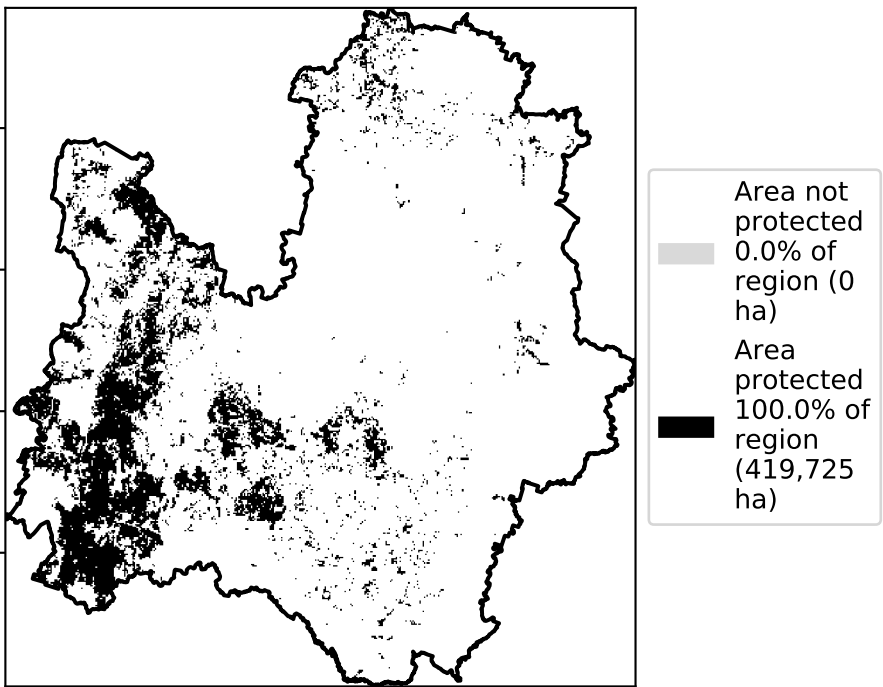 Area not
protected
0.0% of
region (0
ha)
Area
protected
100.0% of
region
(419,725
ha)